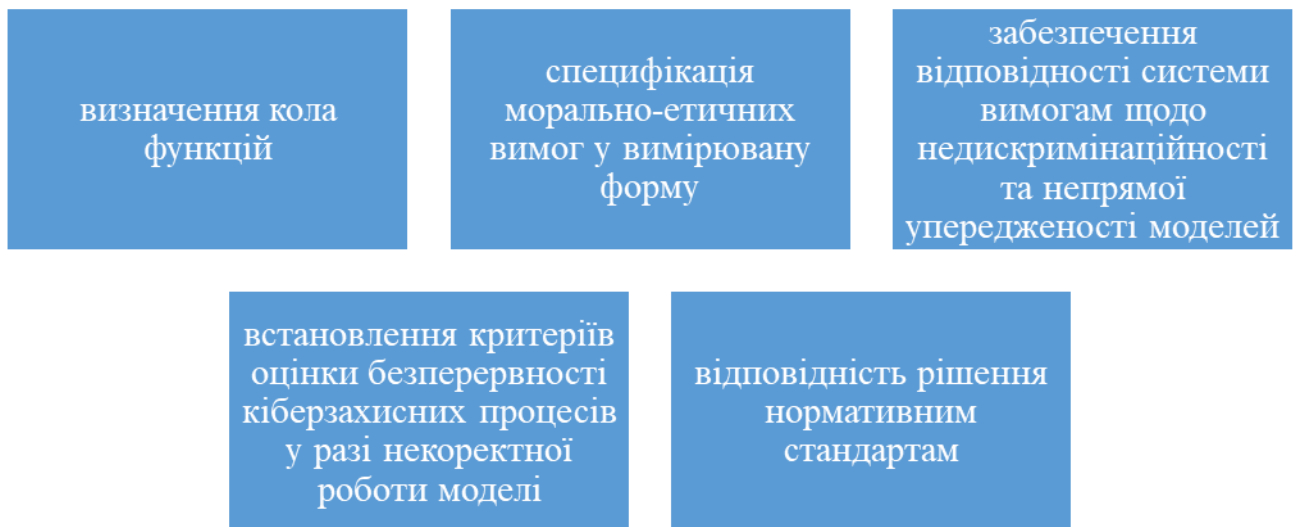 визначення кола
функцій
специфікація
морально-етичних
вимог у вимірювану
форму
забезпечення
відповідності системи
вимогам щодо
недискримінаційності
та непрямої
упередженості моделей
встановлення критеріїв
оцінки безперервності
кіберзахисних процесів
у разі некоректної
роботи моделі
відповідність рішення
нормативним
стандартам